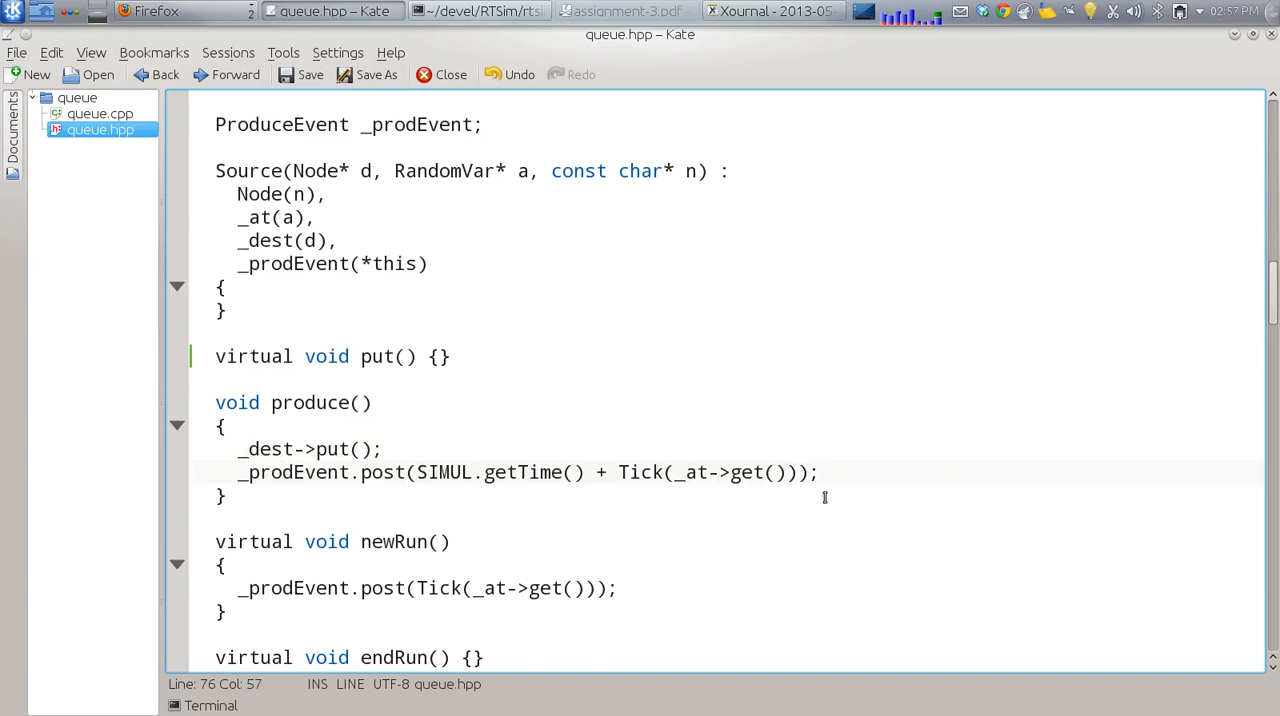 Firefox
2
queue.hpp – Kate
~/devel/RTSim/rtsi
assignment-3.pdf -
Xournal - 2013-05-
02:57 PM
queue.hpp – Kate
File Edit View Bookmarks Sessions Tools Settings Help
New Open Back Forward Save Save As Close Undo Redo
Documents
queue
queue.cpp
queue.hpp
ProduceEvent _prodEvent;
Source(Node* d, RandomVar* a, const char* n) :
Node(n),
_at(a),
_dest(d),
_prodEvent(*this)
{
}
virtual void put() {}
void produce()
{
_dest->put();
_prodEvent.post(SIMUL.getTime() + Tick(_at->get()));
}
virtual void newRun()
{
_prodEvent.post(Tick(_at->get()));
}
virtual void endRun() {}
Line: 76 Col: 57 INS LINE UTF-8 queue.hpp
Terminal